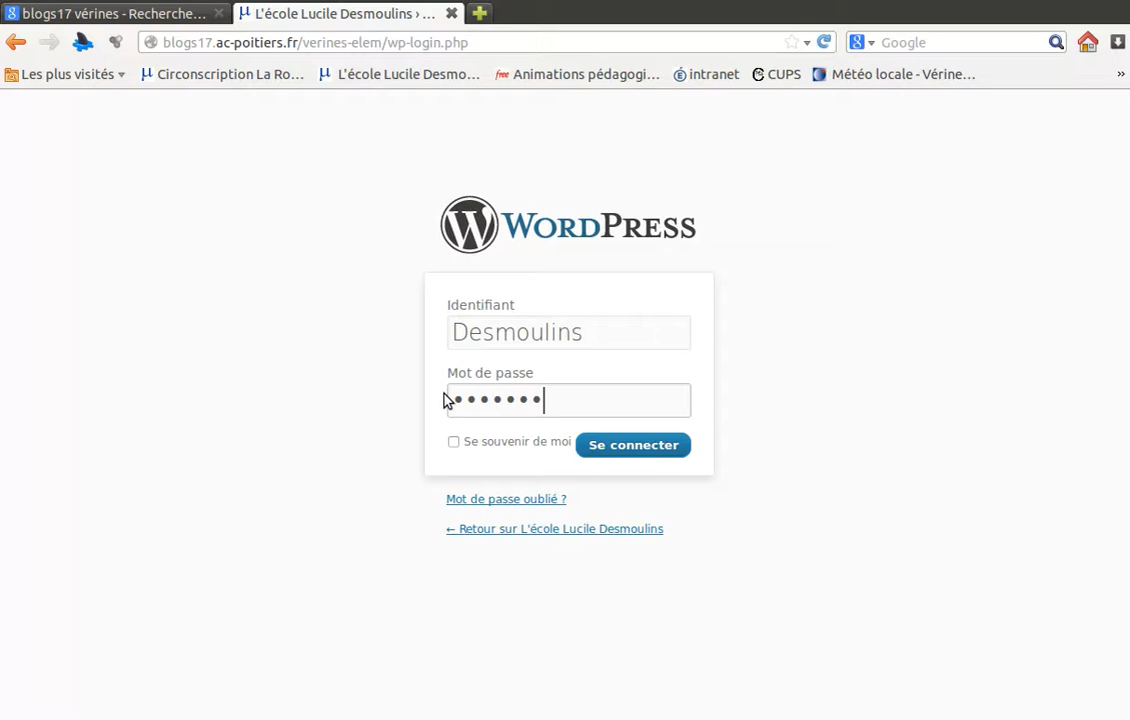 blogs17 vérines - Recherche...
L'école Lucile Desmoulins › ...
blogs17.ac-poitiers.fr/verines-elem/wp-login.php
Google
Les plus visités
Circonscription La Ro...
L'école Lucile Desmo...
free Animations pédagogi...
intranet
CUPS
Météo locale - Vérine...
»
WORDPRESS
Identifiant
Desmoulins
Mot de passe
•••••••
Se souvenir de moi
Se connecter
Mot de passe oublié ?
← Retour sur L'école Lucile Desmoulins